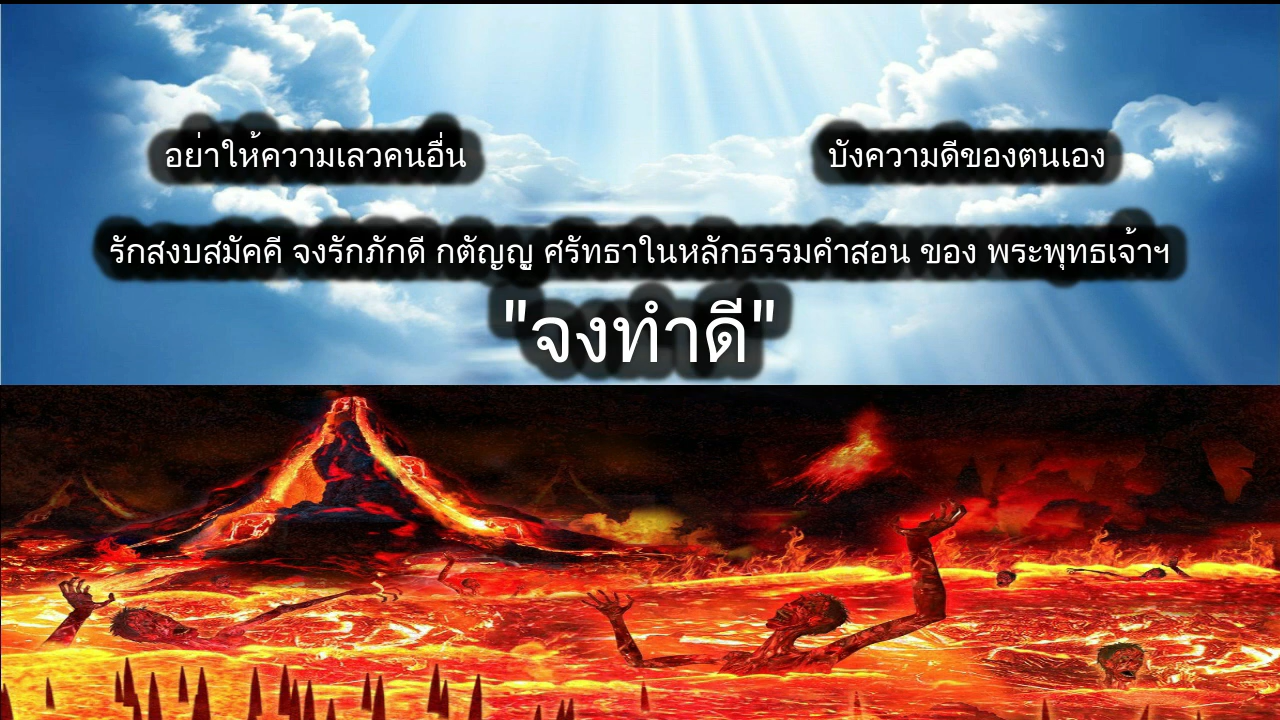 อย่าให้ความเลวคนอื่น บังความดีของตนเอง
รักสงบสมัคคี จงรักภักดี กตัญญู ศรัทธาในหลักธรรมคำสอน ของ พระพุทธเจ้าฯ
"จงทำดี"